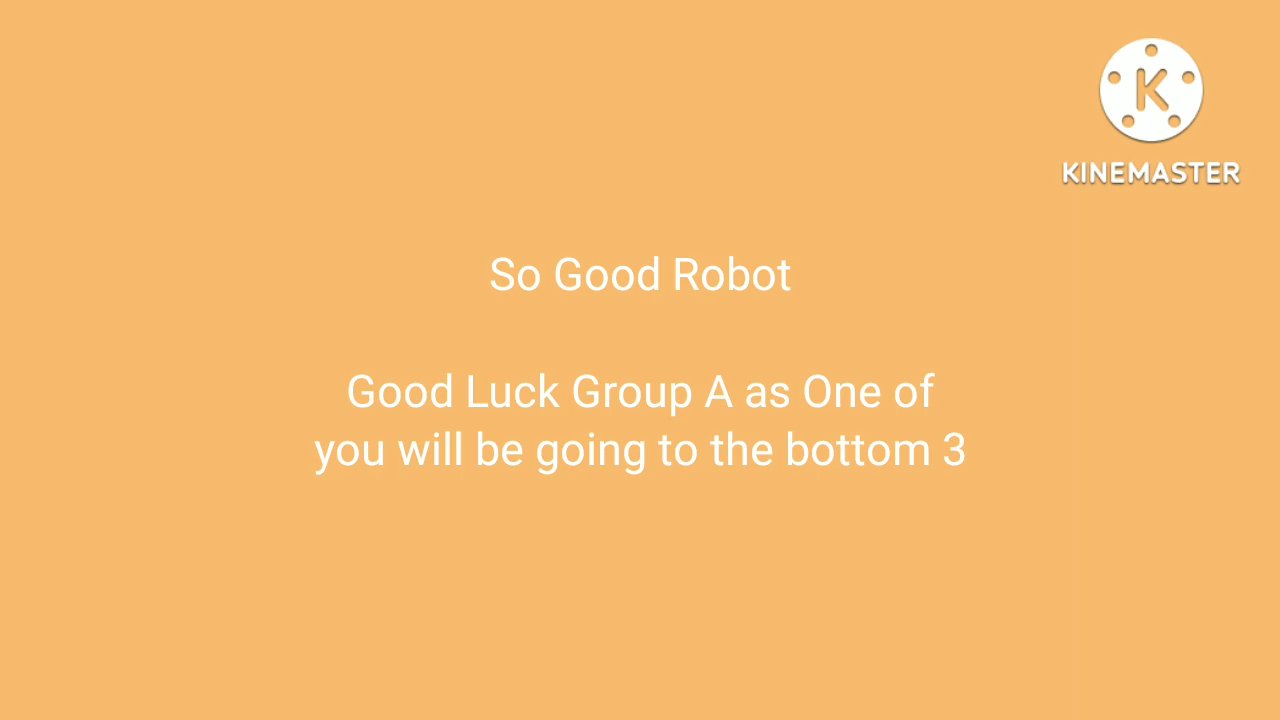 K
KINEMASTER
So Good Robot
Good Luck Group A as One of
you will be going to the bottom 3